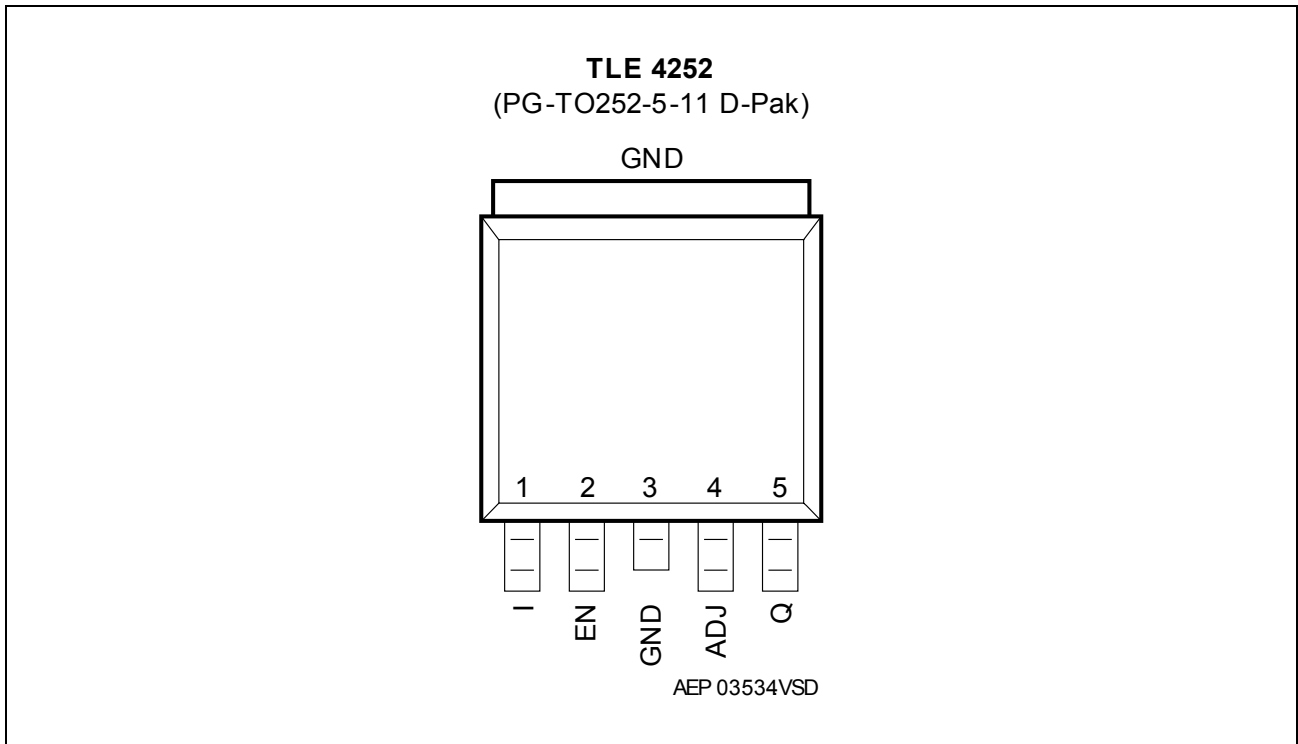 TLE 4252
(PG-TO252-5-11 D-Pak)
GND
1 2 3 4 5
I EN GND ADJ Q
AEP 03534VSD